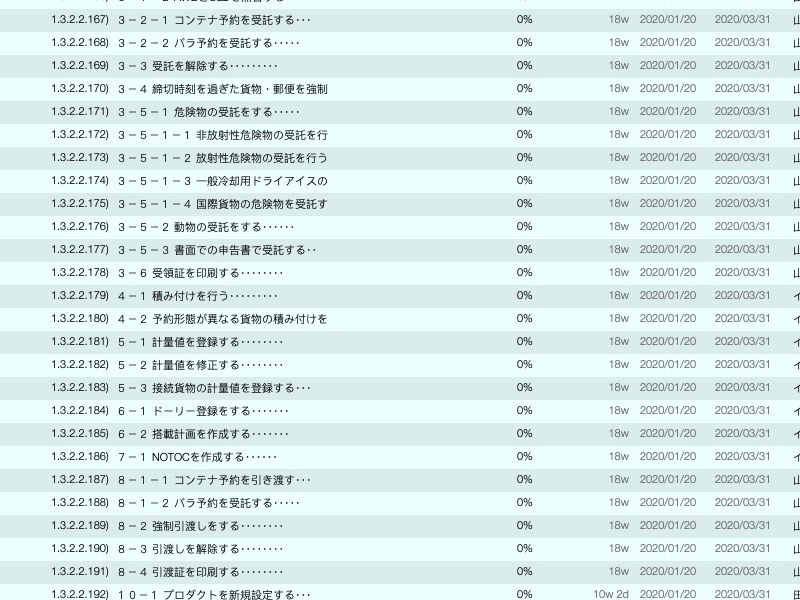 1.3.2.2.167) 3－2－1 コンテナ予約を受託する･･･ 0% 18w 2020/01/20 2020/03/31
1.3.2.2.168) 3－2－2 バラ予約を受託する･････ 0% 18w 2020/01/20 2020/03/31 山
1.3.2.2.169) 3－3 受託を解除する･････････ 0% 18w 2020/01/20 2020/03/31 山
1.3.2.2.170) 3－4 締切時刻を過ぎた貨物・郵便を強制 0% 18w 2020/01/20 2020/03/31 山
1.3.2.2.171) 3－5－1 危険物の受託をする･････ 0% 18w 2020/01/20 2020/03/31 山
1.3.2.2.172) 3－5－1－1 非放射性危険物の受託を行 0% 18w 2020/01/20 2020/03/31 山
1.3.2.2.173) 3－5－1－2 放射性危険物の受託を行う 0% 18w 2020/01/20 2020/03/31 山
1.3.2.2.174) 3－5－1－3 一般冷却用ドライアイスの 0% 18w 2020/01/20 2020/03/31 山
1.3.2.2.175) 3－5－1－4 国際貨物の危険物を受託す 0% 18w 2020/01/20 2020/03/31 山
1.3.2.2.176) 3－5－2 動物の受託をする･･････ 0% 18w 2020/01/20 2020/03/31 山
1.3.2.2.177) 3－5－3 書面での申告書で受託する･･ 0% 18w 2020/01/20 2020/03/31 山
1.3.2.2.178) 3－6 受領証を印刷する････････ 0% 18w 2020/01/20 2020/03/31 山
1.3.2.2.179) 4－1 積み付けを行う･････････ 0% 18w 2020/01/20 2020/03/31 イ
1.3.2.2.180) 4－2 予約形態が異なる貨物の積み付けを 0% 18w 2020/01/20 2020/03/31 イ
1.3.2.2.181) 5－1 計量値を登録する････････ 0% 18w 2020/01/20 2020/03/31 イ
1.3.2.2.182) 5－2 計量値を修正する････････ 0% 18w 2020/01/20 2020/03/31 イ
1.3.2.2.183) 5－3 接続貨物の計量値を登録する･･･ 0% 18w 2020/01/20 2020/03/31 イ
1.3.2.2.184) 6－1 ドーリー登録をする･･･････ 0% 18w 2020/01/20 2020/03/31 イ
1.3.2.2.185) 6－2 搭載計画を作成する･･･････ 0% 18w 2020/01/20 2020/03/31 イ
1.3.2.2.186) 7－1 NOTOCを作成する･･････ 0% 18w 2020/01/20 2020/03/31 イ
1.3.2.2.187) 8－1－1 コンテナ予約を引き渡す･･･ 0% 18w 2020/01/20 2020/03/31 山
1.3.2.2.188) 8－1－2 バラ予約を受託する･････ 0% 18w 2020/01/20 2020/03/31 山
1.3.2.2.189) 8－2 強制引渡しをする････････ 0% 18w 2020/01/20 2020/03/31 山
1.3.2.2.190) 8－3 引渡しを解除する････････ 0% 18w 2020/01/20 2020/03/31 山
1.3.2.2.191) 8－4 引渡証を印刷する････････ 0% 18w 2020/01/20 2020/03/31 山
1.3.2.2.192) 10－1 プロダクトを新規設定する･･･ 0% 10w 2d 2020/01/20 2020/03/31 田